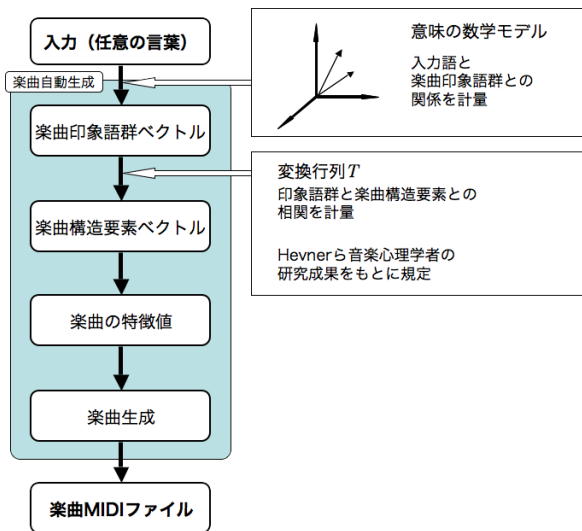 入力（任意の言葉）
楽曲自動生成
楽曲印象語群ベクトル
楽曲構造要素ベクトル
楽曲の特徴値
楽曲生成
楽曲MIDIファイル
意味の数学モデル
入力語と
楽曲印象語群との
関係を計量
変換行列T
印象語群と楽曲構造要素との
相関を計量
Hevnerら音楽心理学者の
研究成果をもとに規定